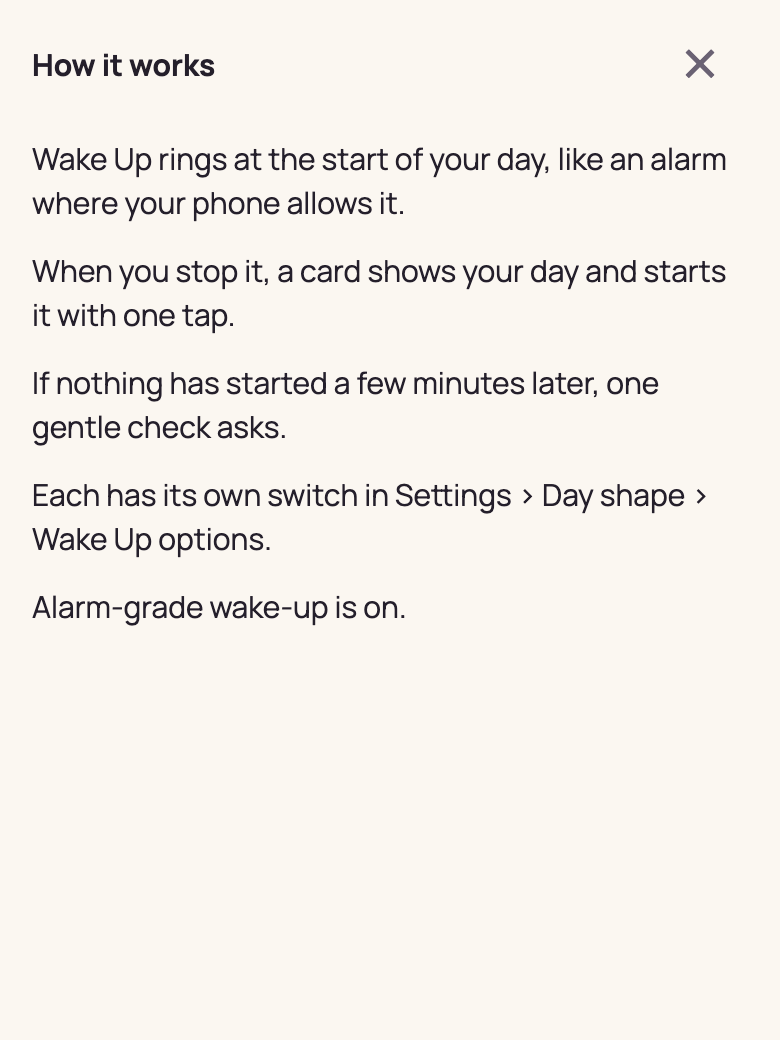 How it works
Wake Up rings at the start of your day, like an alarm
where your phone allows it.
When you stop it, a card shows your day and starts
it with one tap.
If nothing has started a few minutes later, one
gentle check asks.
Each has its own switch in Settings > Day shape >
Wake Up options.
Alarm-grade wake-up is on.